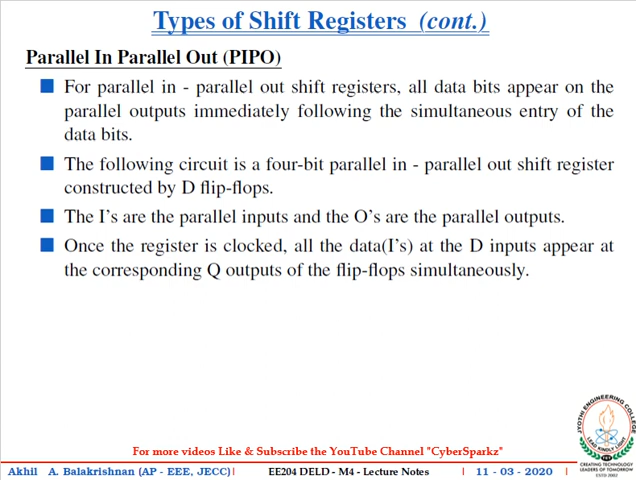 Types of Shift Registers (cont.)
Parallel In Parallel Out (PIPO)
For parallel in - parallel out shift registers, all data bits appear on the
parallel outputs immediately following the simultaneous entry of the
data bits.
The following circuit is a four-bit parallel in - parallel out shift register
constructed by D flip-flops.
The I's are the parallel inputs and the O's are the parallel outputs.
Once the register is clocked, all the data(I's) at the D inputs appear at
the corresponding Q outputs of the flip-flops simultaneously.
JYOTHI ENGINEERING COLLEGE
LEAD KINDLY LIGHT
CREATING TECHNOLOGY
LEADERS OF TOMORROW
ESTD 2002
For more videos Like & Subscribe the YouTube Channel "CyberSparkz"
Akhil A. Balakrishnan (AP - EEE, JECC) | EE204 DELD - M4 - Lecture Notes | 11 - 03 - 2020 |